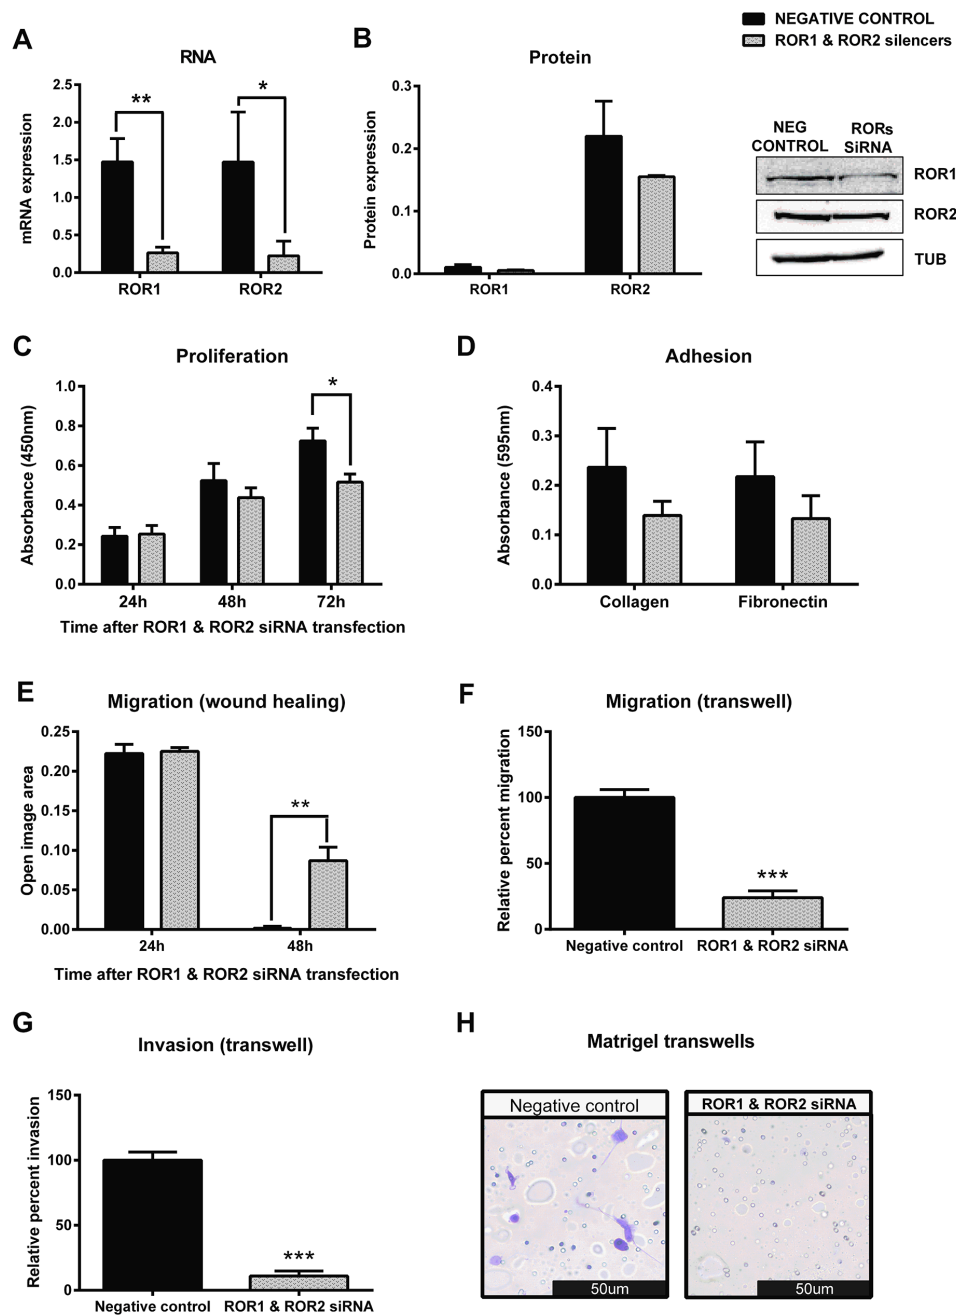 NEGATIVE CONTROL
ROR1 & ROR2 silencers
A
RNA
mRNA expression
2.5
2.0
1.5
1.0
0.5
0.0
**
*
ROR1
ROR2
B
Protein
Protein expression
0.3
0.2
0.1
0.0
ROR1
ROR2
NEG
CONTROL
RORs
SiRNA
ROR1
ROR2
TUB
C
Proliferation
Absorbance (450nm)
1.0
0.8
0.6
0.4
0.2
0.0
*
24h
48h
72h
Time after ROR1 & ROR2 siRNA transfection
D
Adhesion
Absorbance (595nm)
0.4
0.3
0.2
0.1
0.0
Collagen
Fibronectin
E
Migration (wound healing)
Open image area
0.25
0.20
0.15
0.10
0.05
0.00
**
24h
48h
Time after ROR1 & ROR2 siRNA transfection
F
Migration (transwell)
Relative percent migration
150
100
50
0
***
Negative control
ROR1 & ROR2 siRNA
G
Invasion (transwell)
Relative percent invasion
150
100
50
0
***
Negative control
ROR1 & ROR2 siRNA
H
Matrigel transwells
Negative control
50um
ROR1 & ROR2 siRNA
50um